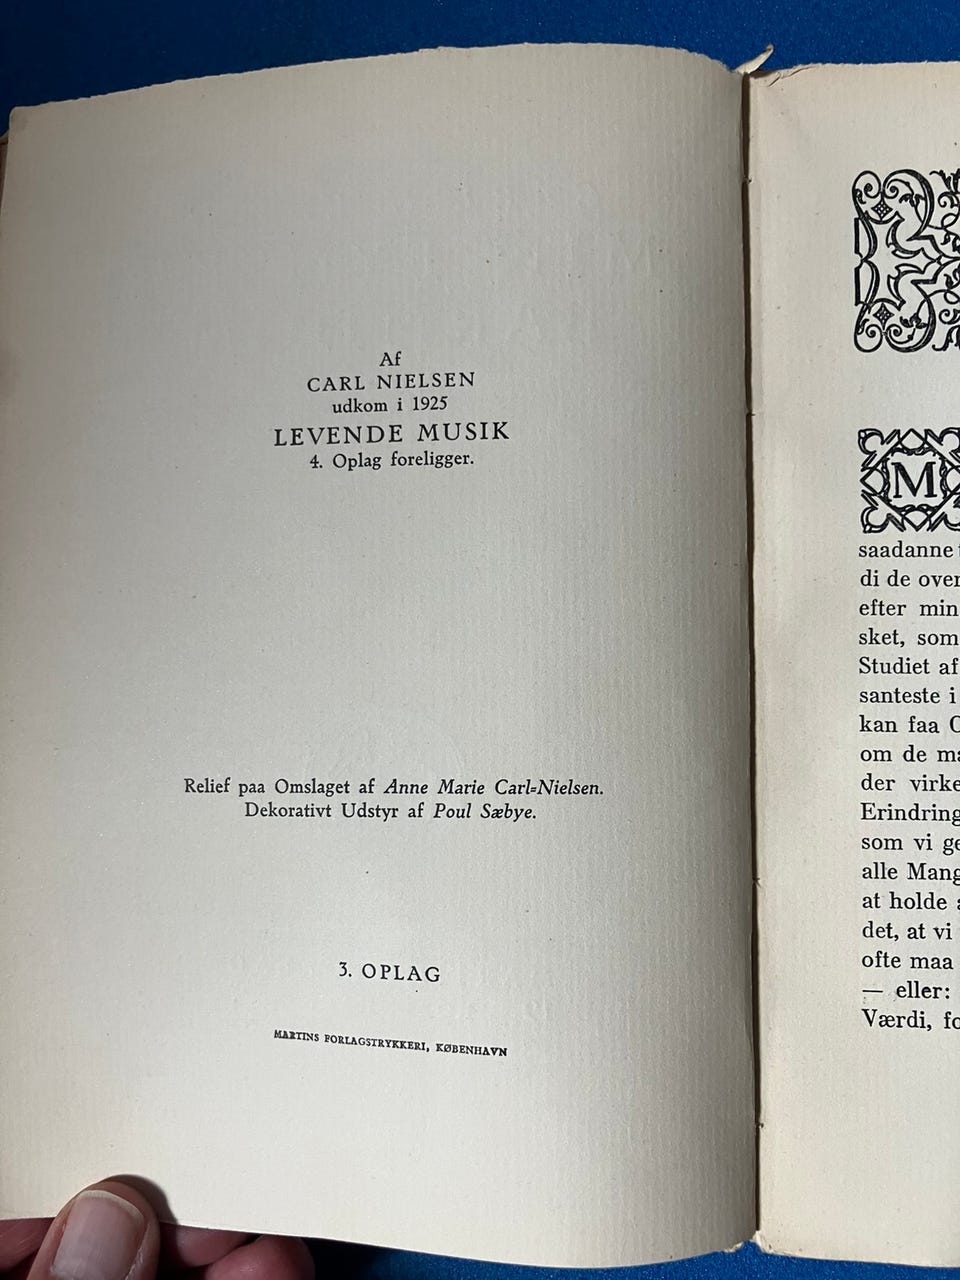 Af
CARL NIELSEN
udkom i 1925
LEVENDE MUSIK
4. Oplag foreligger.
Relief paa Omslaget af Anne Marie Carl=Nielsen.
Dekorativt Udstyr af Poul Sæbye.
3. OPLAG
MARTINS FORLAGSTRYKKERI, KØBENHAVN
M
saadanne
di de over
efter min
sket, som
Studiet af
santeste i
kan faa
om de
der virke
Erindring
som vi
alle
at holde
det, at vi
ofte maa
— eller:
Værdi,